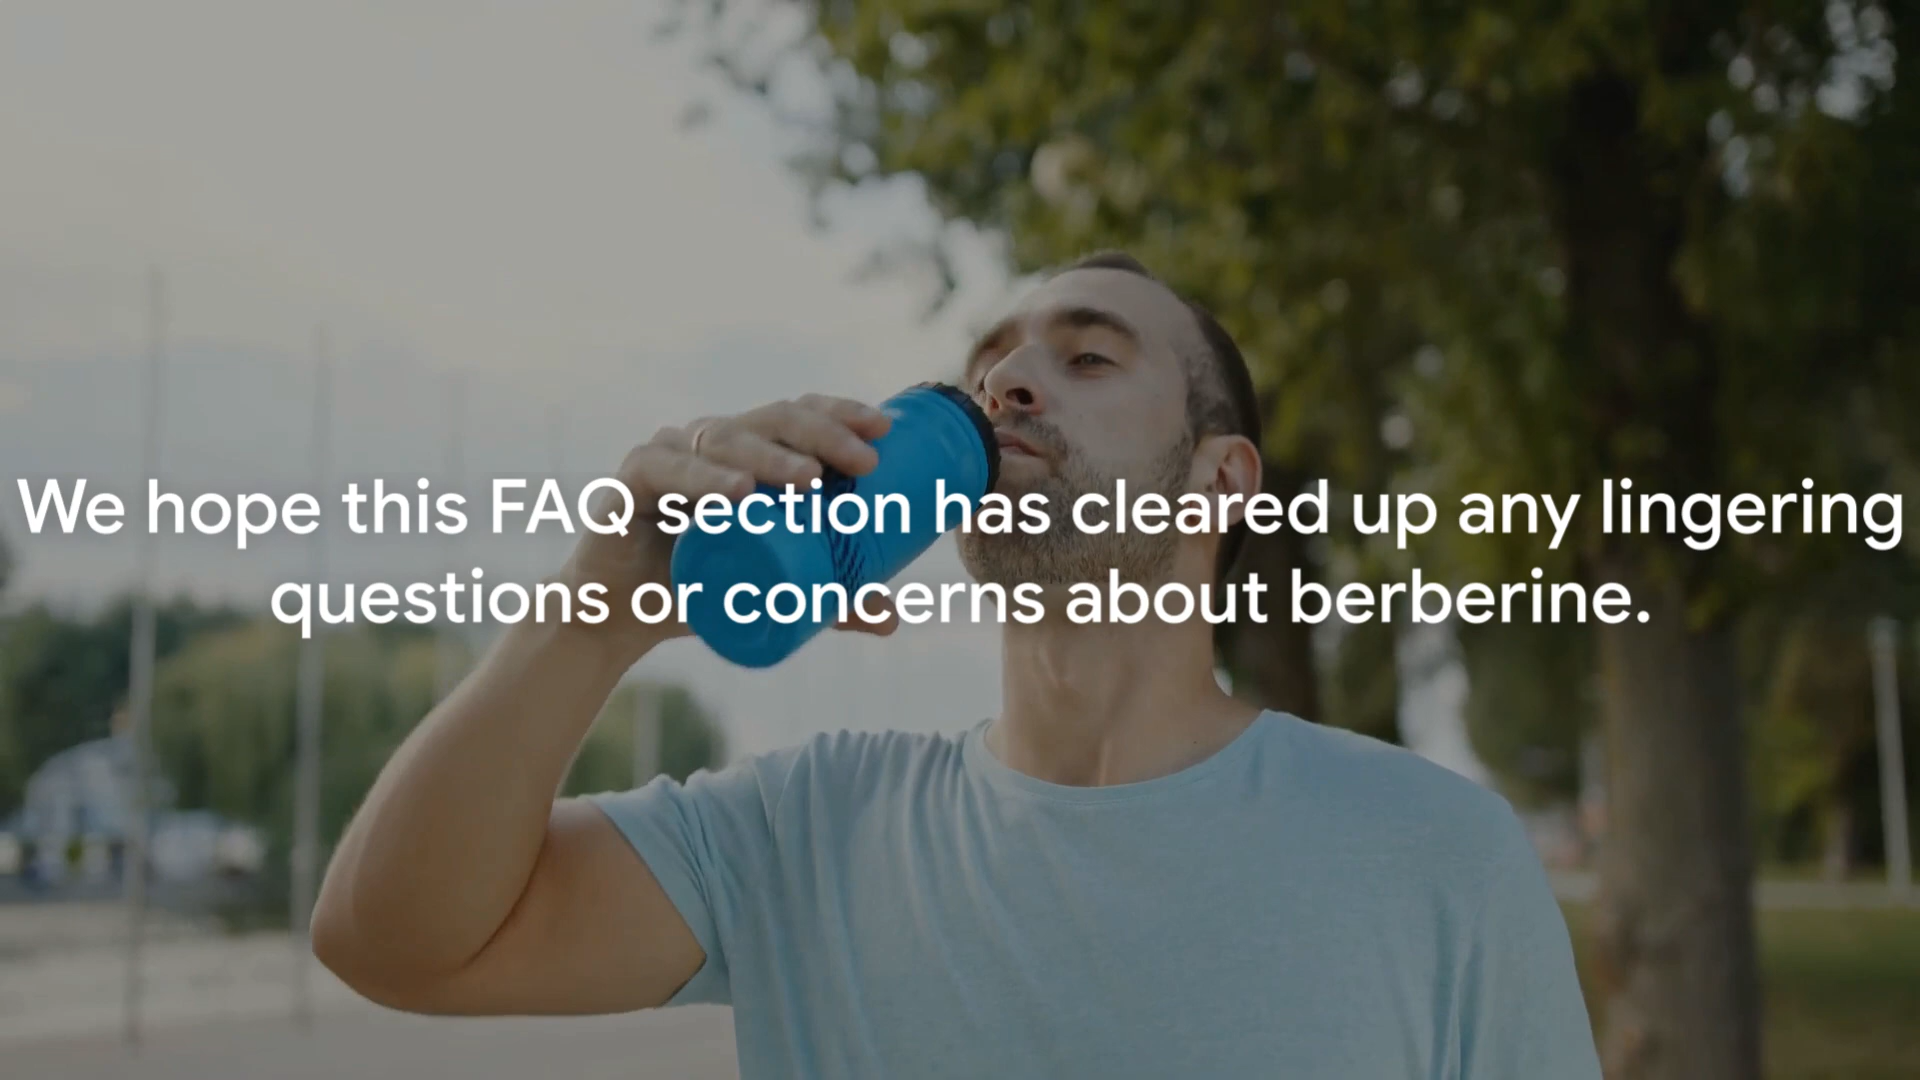 We hope this FAQ section has cleared up any lingering
questions or concerns about berberine.